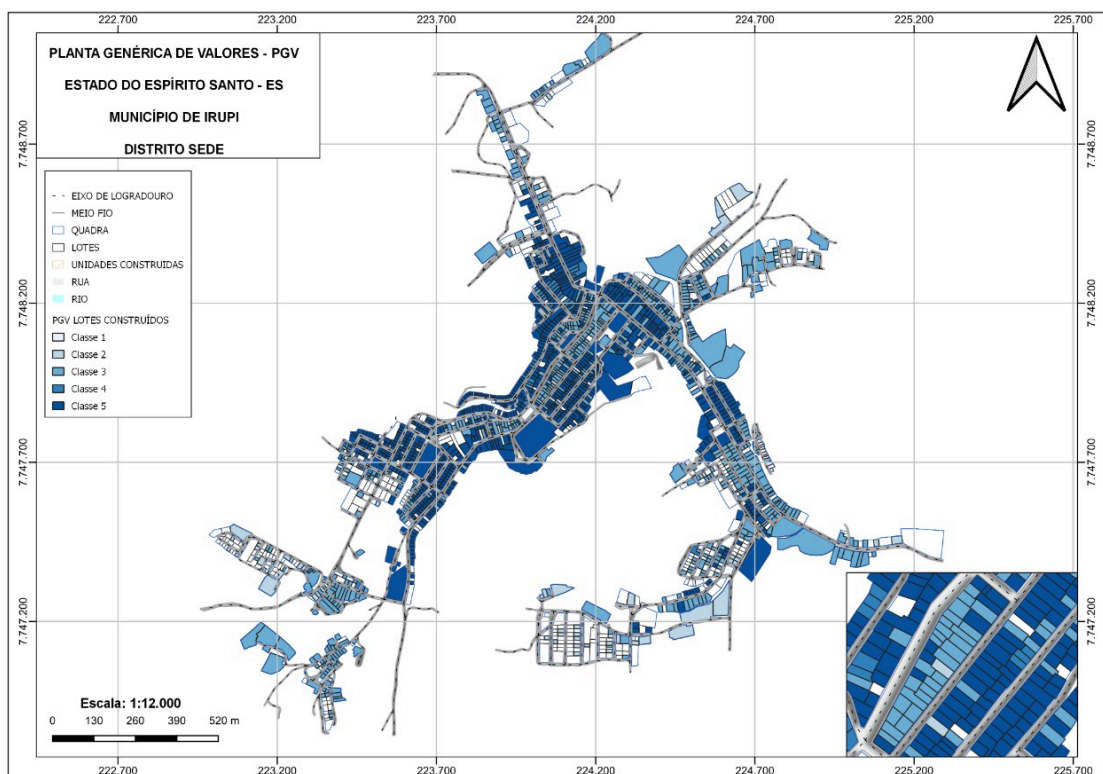 222.700 223.200 223.700 224.200 224.700 225.200 225.700
PLANTA GENÉRICA DE VALORES - PGV
ESTADO DO ESPÍRITO SANTO - ES
MUNICÍPIO DE IRUPI
DISTRITO SEDE
EIXO DE LOGRADOURO
MEIO FIO
QUADRA
LOTES
UNIDADES CONSTRUIDAS
RUA
RIO
PGV LOTES CONSTRUÍDOS
Classe 1
Classe 2
Classe 3
Classe 4
Classe 5
7.748.700 7.748.700
7.748.200 7.748.200
7.747.700 7.747.700
7.747.200 7.747.200
Escala: 1:12.000
0 130 260 390 520 m
222.700 223.200 223.700 224.200 224.700 225.200 225.700